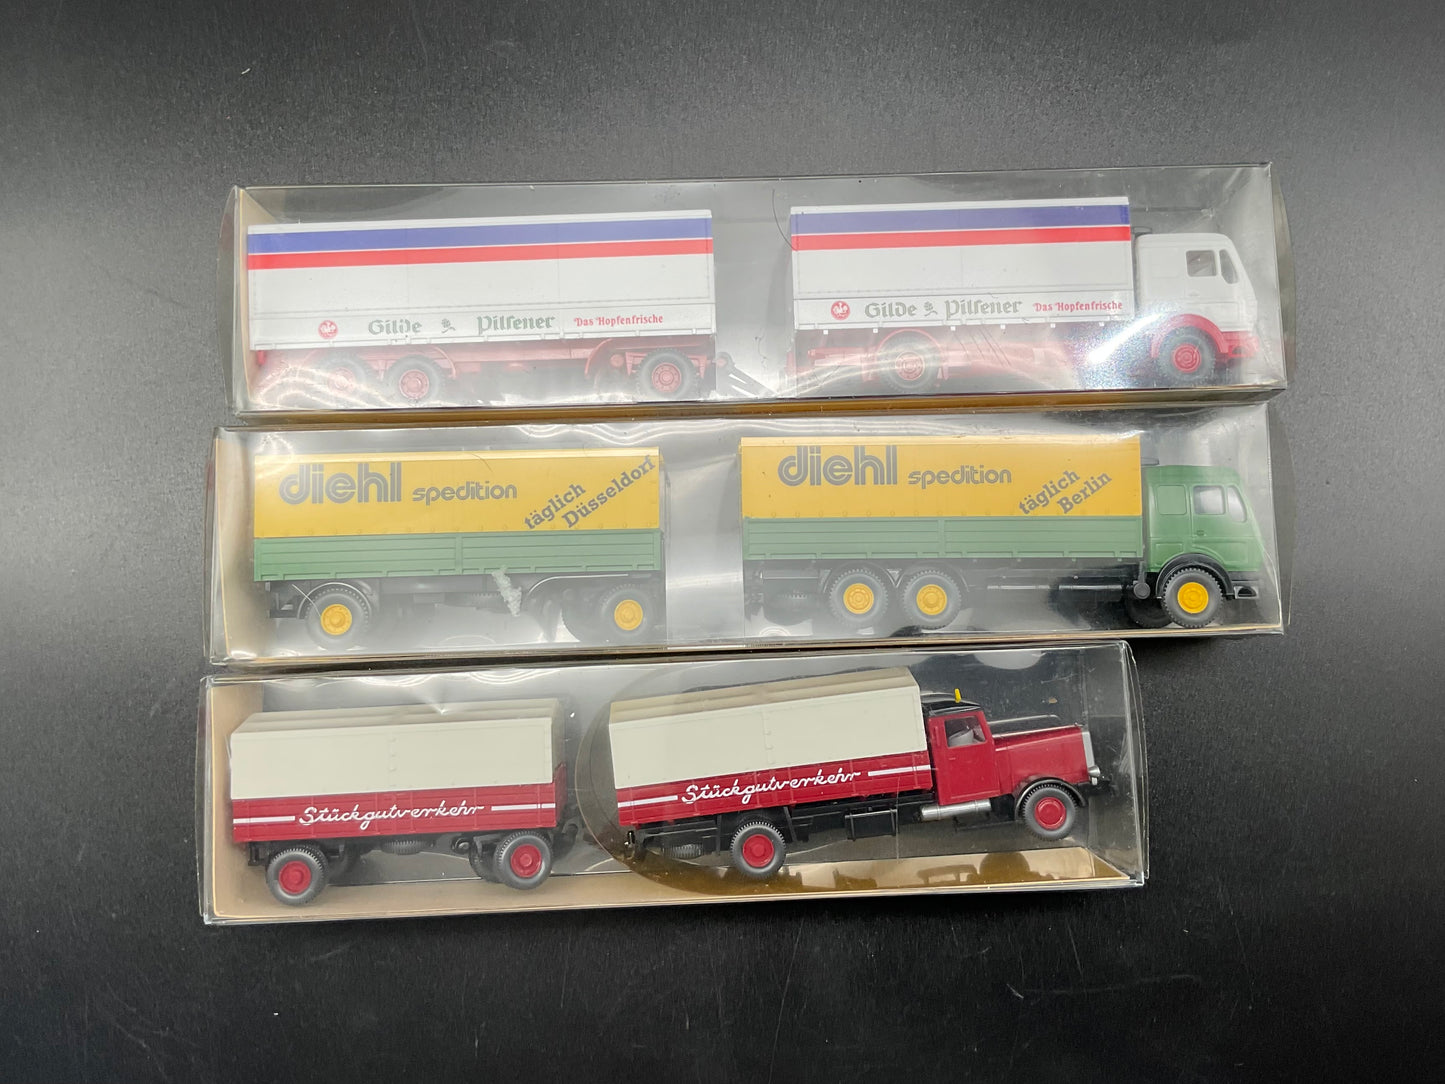 Gilde Pilsener Das Hopfenfrische
Gilde Pilsener Das Hopfenfrische
diehl spedition täglich
Düsseldorf
diehl spedition täglich
Berlin
Stückgutverkehr
Stückgutverkehr